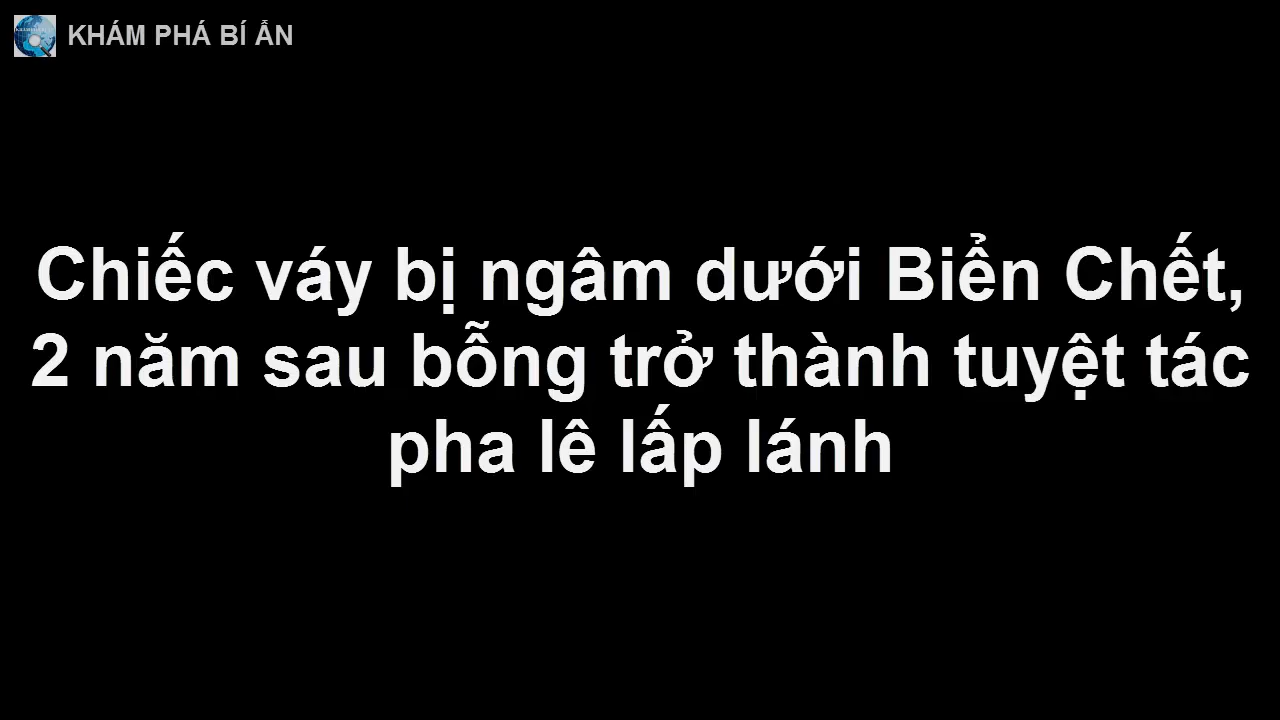 KHÁM PHÁ BÍ ẨN
Chiếc váy bị ngâm dưới Biển Chết,
2 năm sau bỗng trở thành tuyệt tác
pha lê lấp lánh